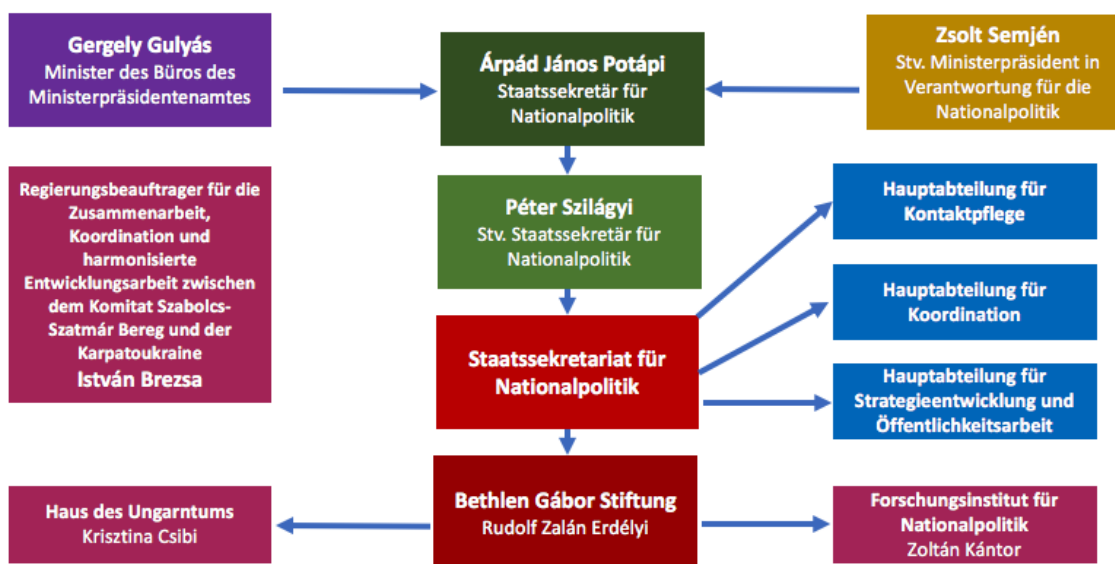 Gergely Gulyás
Minister des Büros des
Ministerpräsidentenamtes
Árpád János Potápi
Staatssekretär für
Nationalpolitik
Zsolt Semjén
Stv. Ministerpräsident in
Verantwortung für die
Nationalpolitik
Regierungsbeauftrager für die
Zusammenarbeit,
Koordination und
harmonisierte
Entwicklungsarbeit zwischen
dem Komitat Szabolcs-
Szatmár Bereg und der
Karpatoukraine
István Brezsa
Péter Szilágyi
Stv. Staatssekretär für
Nationalpolitik
Hauptabteilung für
Kontaktpflege
Hauptabteilung für
Koordination
Staatssekretariat für
Nationalpolitik
Hauptabteilung für
Strategieentwicklung und
Öffentlichkeitsarbeit
Haus des Ungarntums
Krisztina Csibi
Bethlen Gábor Stiftung
Rudolf Zalán Erdélyi
Forschungsinstitut für
Nationalpolitik
Zoltán Kántor